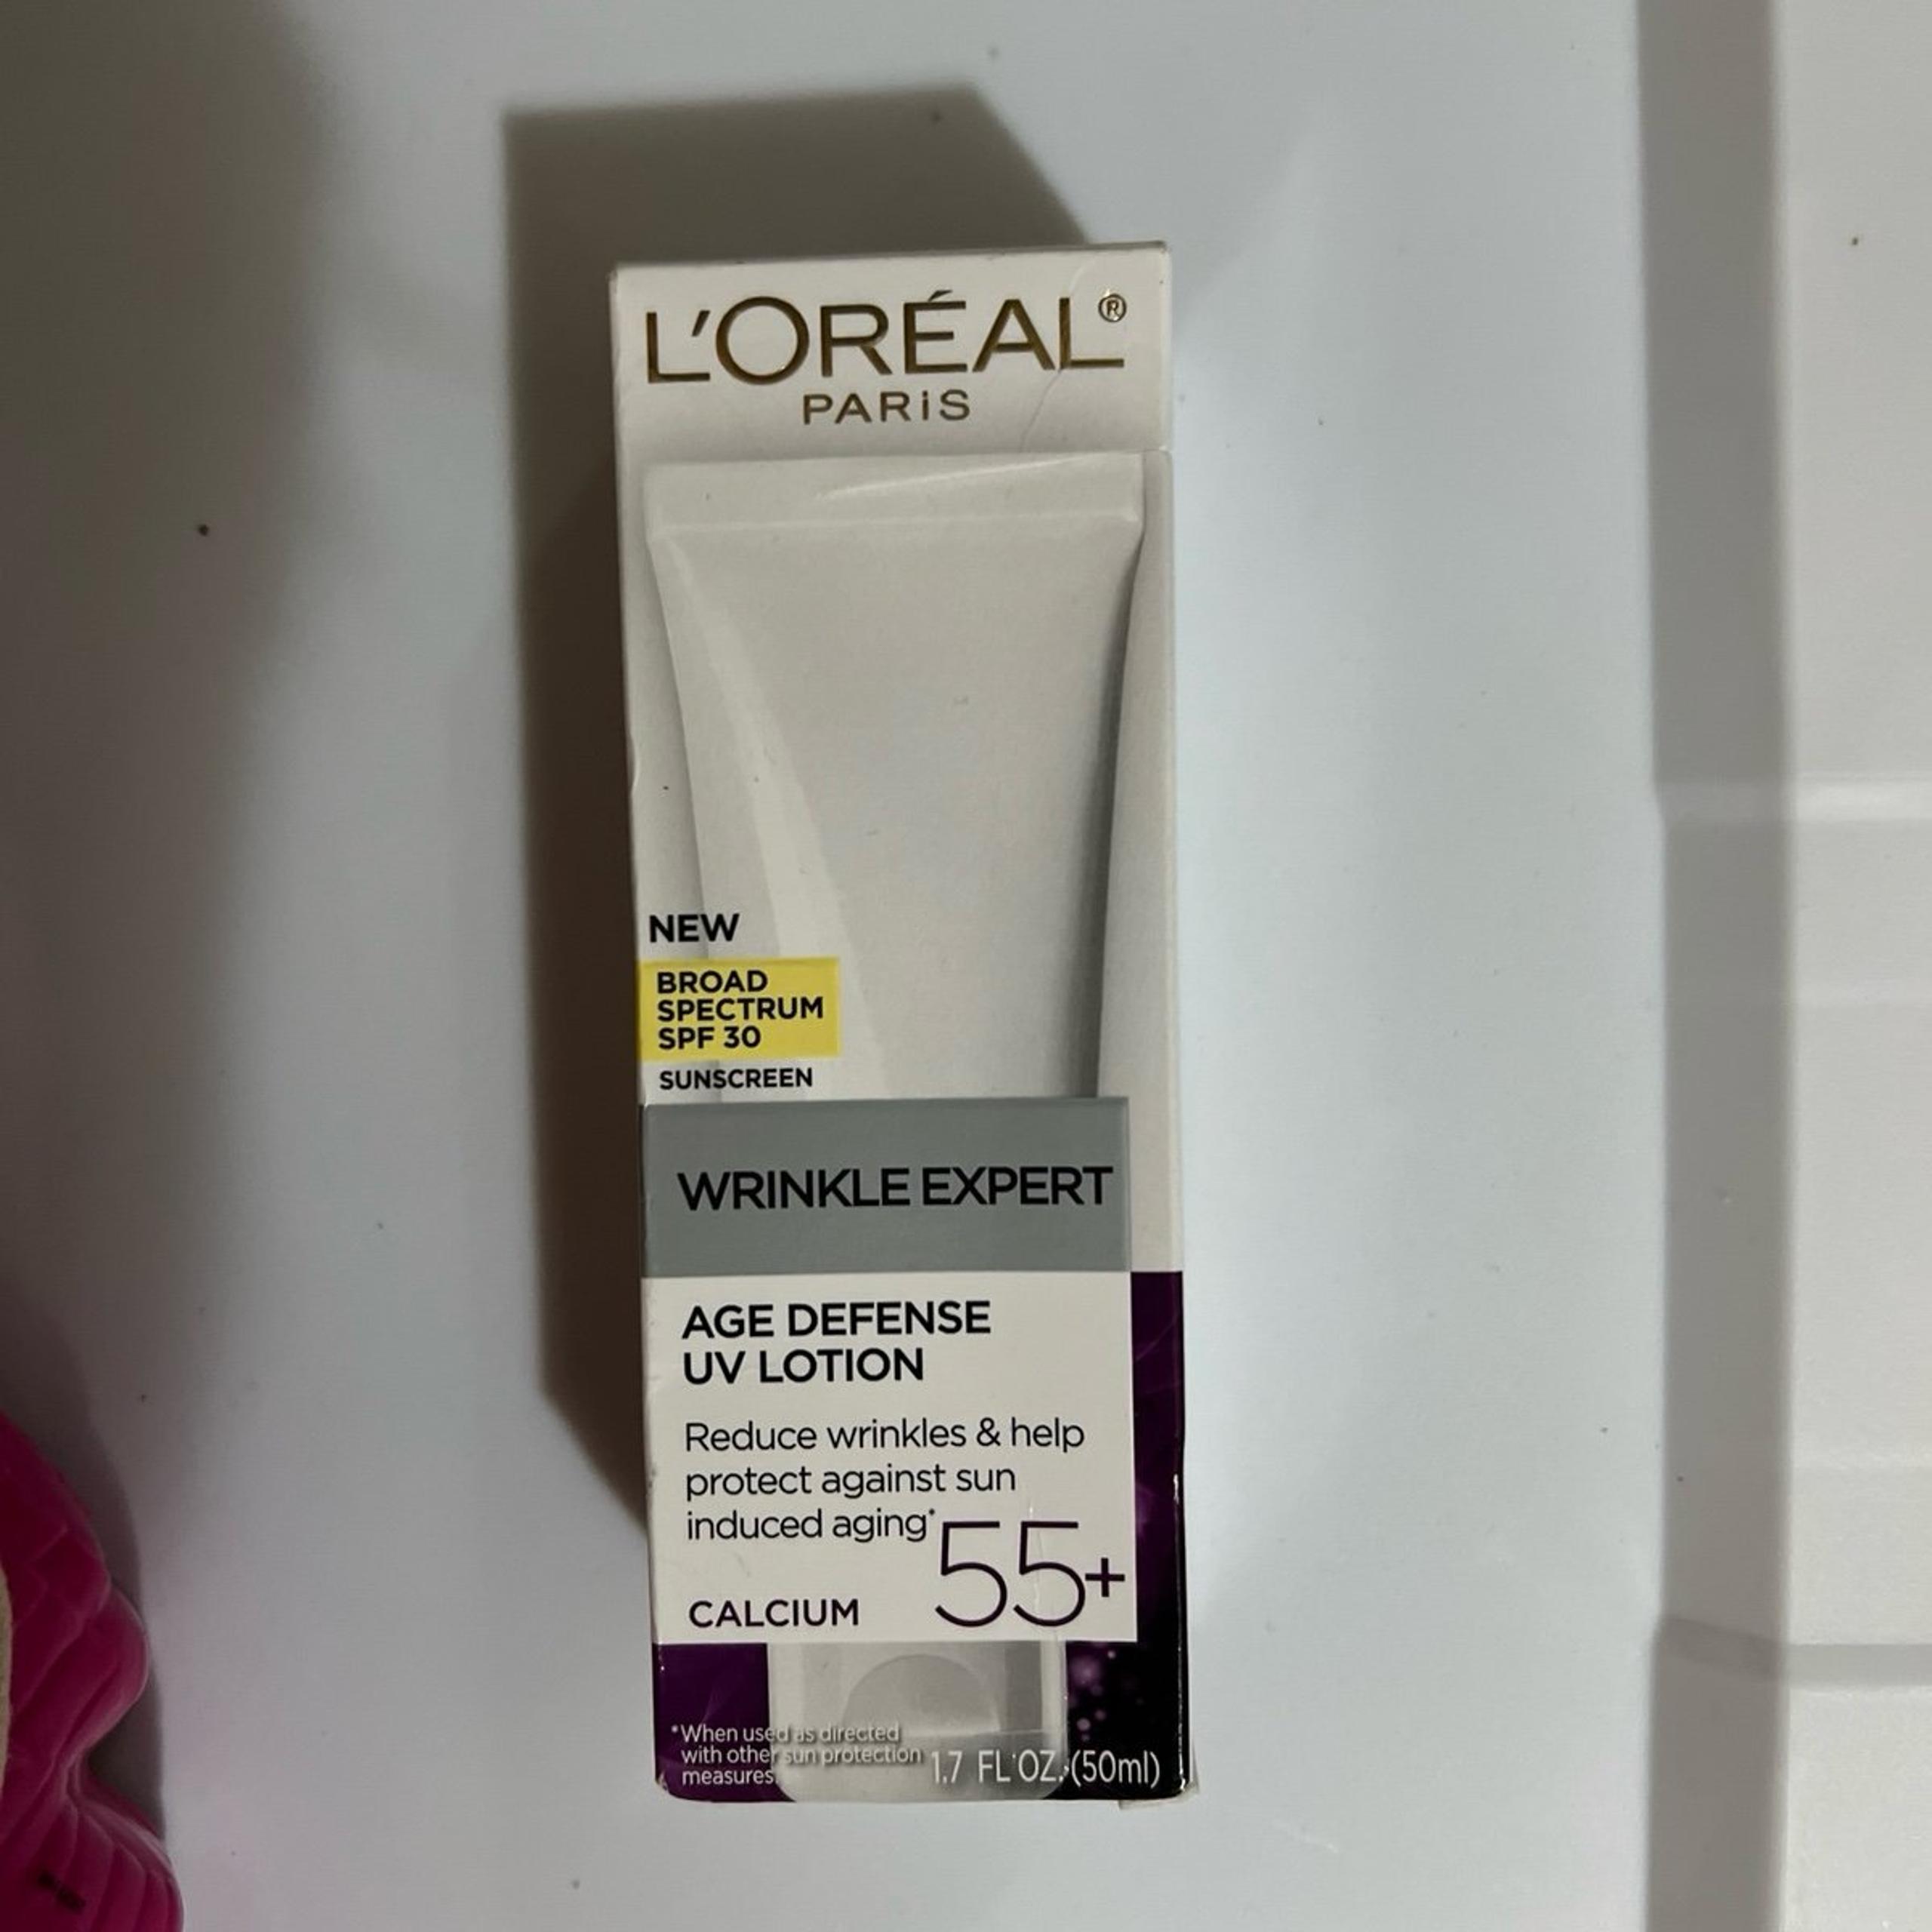 L'ORÉAL®
PARIS
NEW
BROAD
SPECTRUM
SPF 30
SUNSCREEN
WRINKLE EXPERT
AGE DEFENSE
UV LOTION
Reduce wrinkles & help
protect against sun
induced aging*
55+
CALCIUM
*When used as directed
with other sun protection
measures.
1.7 FL OZ. (50ml)